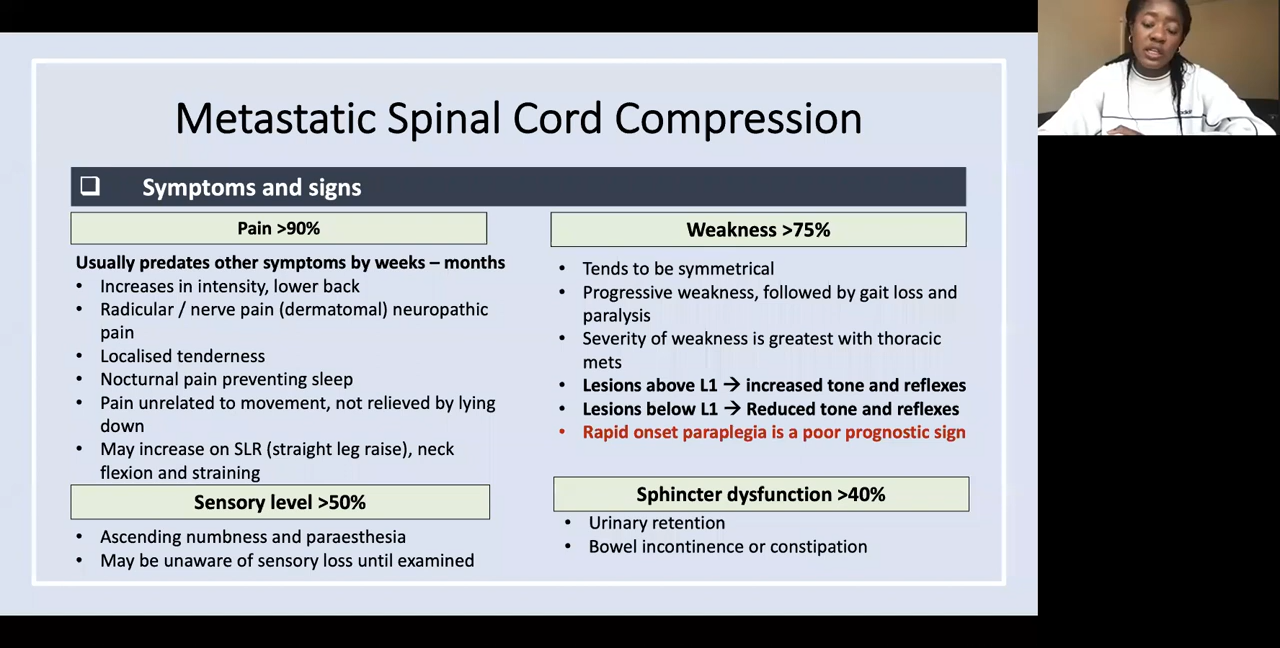 Metastatic Spinal Cord Compression
❑ Symptoms and signs
Pain >90%
Usually predates other symptoms by weeks – months
• Increases in intensity, lower back
• Radicular / nerve pain (dermatomal) neuropathic
pain
• Localised tenderness
• Nocturnal pain preventing sleep
• Pain unrelated to movement, not relieved by lying
down
• May increase on SLR (straight leg raise), neck
flexion and straining
Sensory level >50%
• Ascending numbness and paraesthesia
• May be unaware of sensory loss until examined
Weakness >75%
• Tends to be symmetrical
• Progressive weakness, followed by gait loss and
paralysis
• Severity of weakness is greatest with thoracic
mets
• Lesions above L1 → increased tone and reflexes
• Lesions below L1 → Reduced tone and reflexes
• Rapid onset paraplegia is a poor prognostic sign
Sphincter dysfunction >40%
• Urinary retention
• Bowel incontinence or constipation